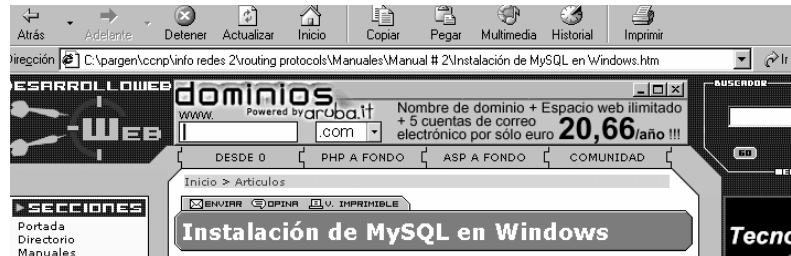 Atrás Adelante Detener Actualizar Inicio Copiar Pegar Multimedia Historial Imprimir
Dirección C:\pargen\ccnp\info redes 2\routing protocols\Manuales\Manual # 2\Instalación de MySQL en Windows.htm Ir
DESARROLLOWEB
WEB
dominios
www. Powered by aruba.it
.com
Nombre de dominio + Espacio web ilimitado
+ 5 cuentas de correo
electrónico por sólo euro 20,66/año !!!
BUSCADOR
GO
DESDE 0 PHP A FONDO ASP A FONDO COMUNIDAD
Inicio > Articulos
ENVIAR OPINA V. IMPRIMIBLE
Instalación de MySQL en Windows
SECCIONES
Portada
Directorio
Manuales
Tecno